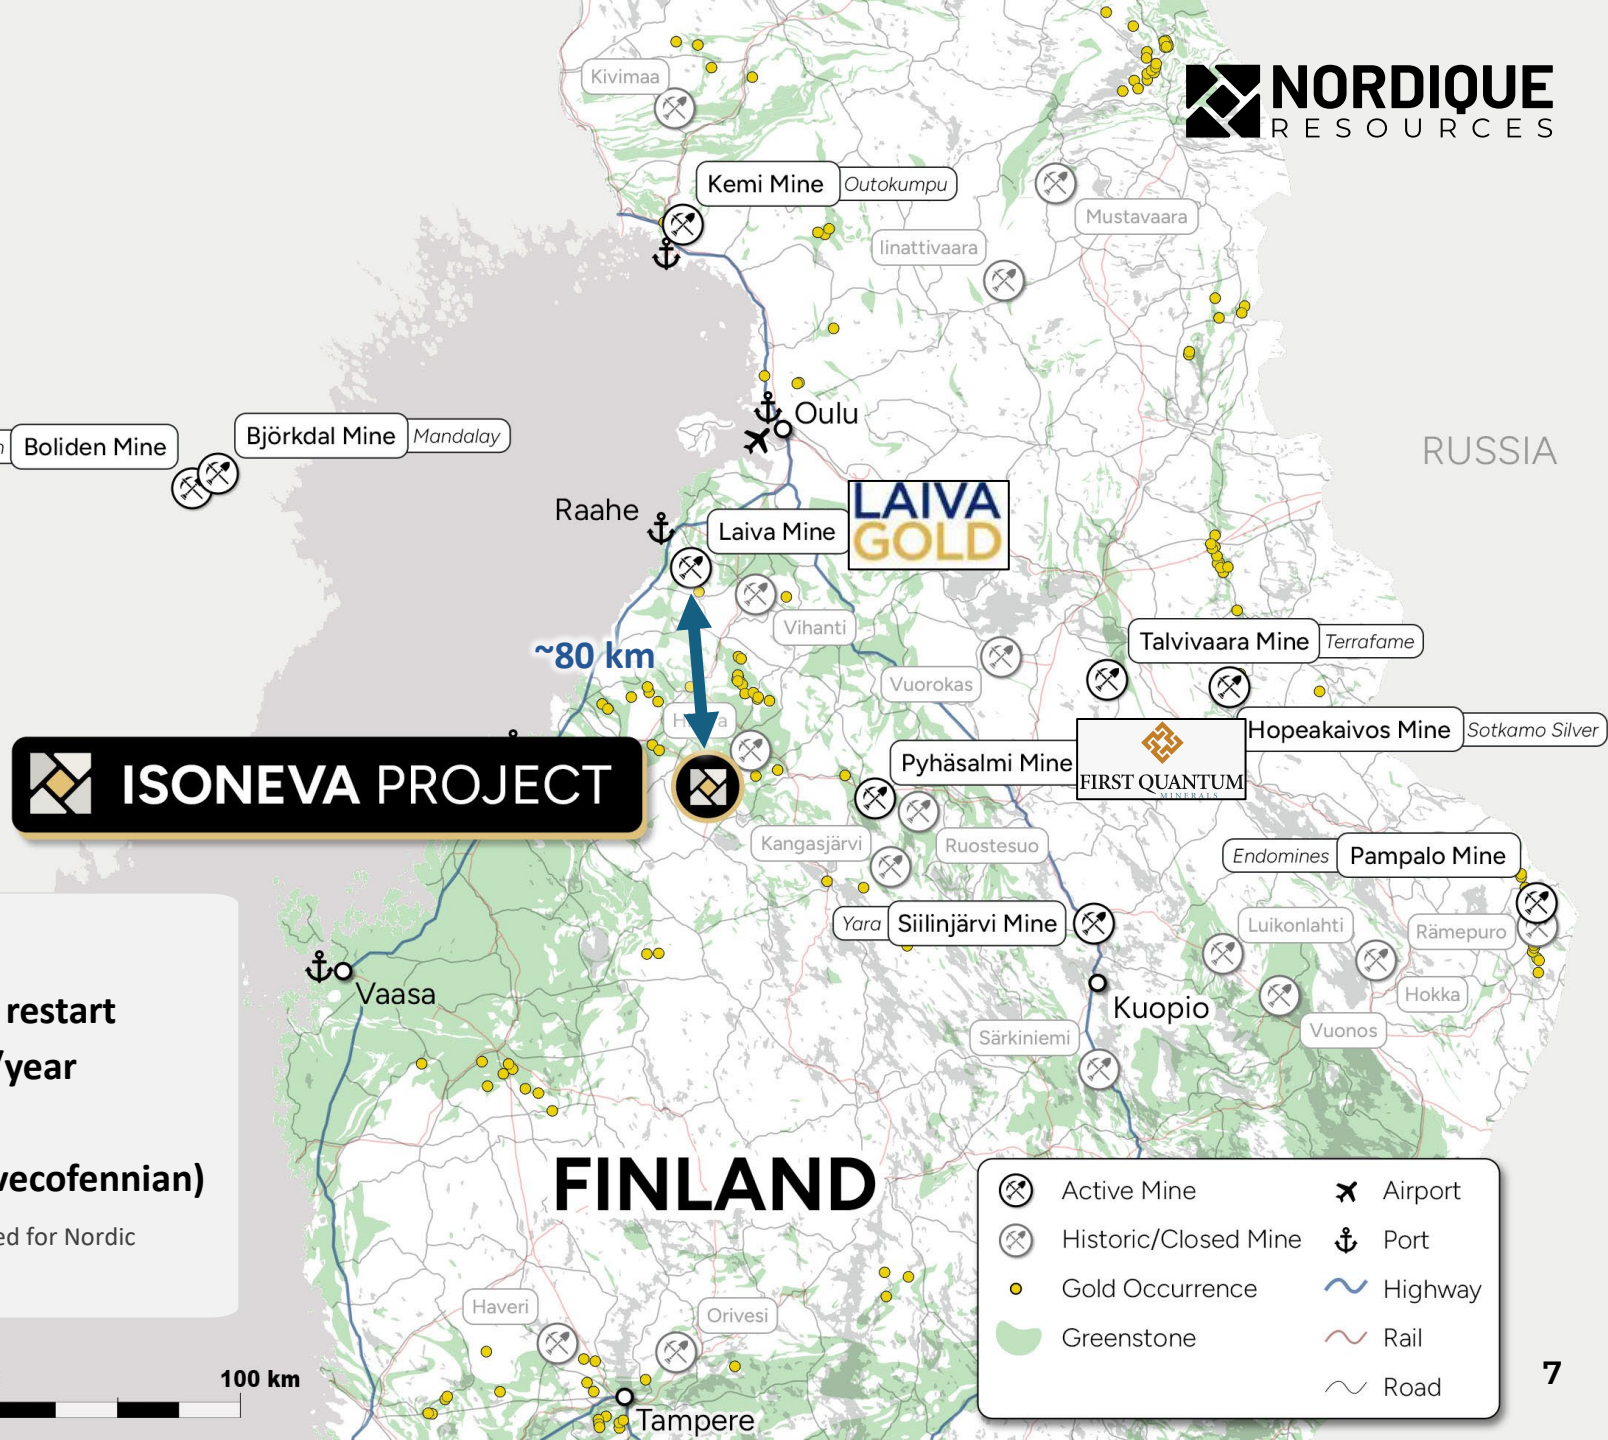 NORDIQUE
RESOURCES
Kivimaa
Kemi Mine
Outokumpu
Mustavaara
Iinattivaara
Oulu
Boliden Mine
Björkdal Mine
Mandalay
RUSSIA
Raahe
Laiva Mine
LAIVA
GOLD
Vihanti
~80 km
Talvivaara Mine
Terrafame
Vuorokas
Hopeakaivos Mine
Sotkamo Silver
ISONEVA PROJECT
Pyhäsalmi Mine
FIRST QUANTUM
MINERALS
Kangasjärvi
Ruostesuo
Endomines
Pampalo Mine
Yara
Siilinjärvi Mine
Luikonlahti
Rämepuro
Vaasa
Kuopio
Hokka
Vuonos
Särkiniemi
restart
/year
vecofennian)
ed for Nordic
FINLAND
Haveri
Orivesi
Tampere
100 km
Active Mine
Historic/Closed Mine
Gold Occurrence
Greenstone
Airport
Port
Highway
Rail
Road
7